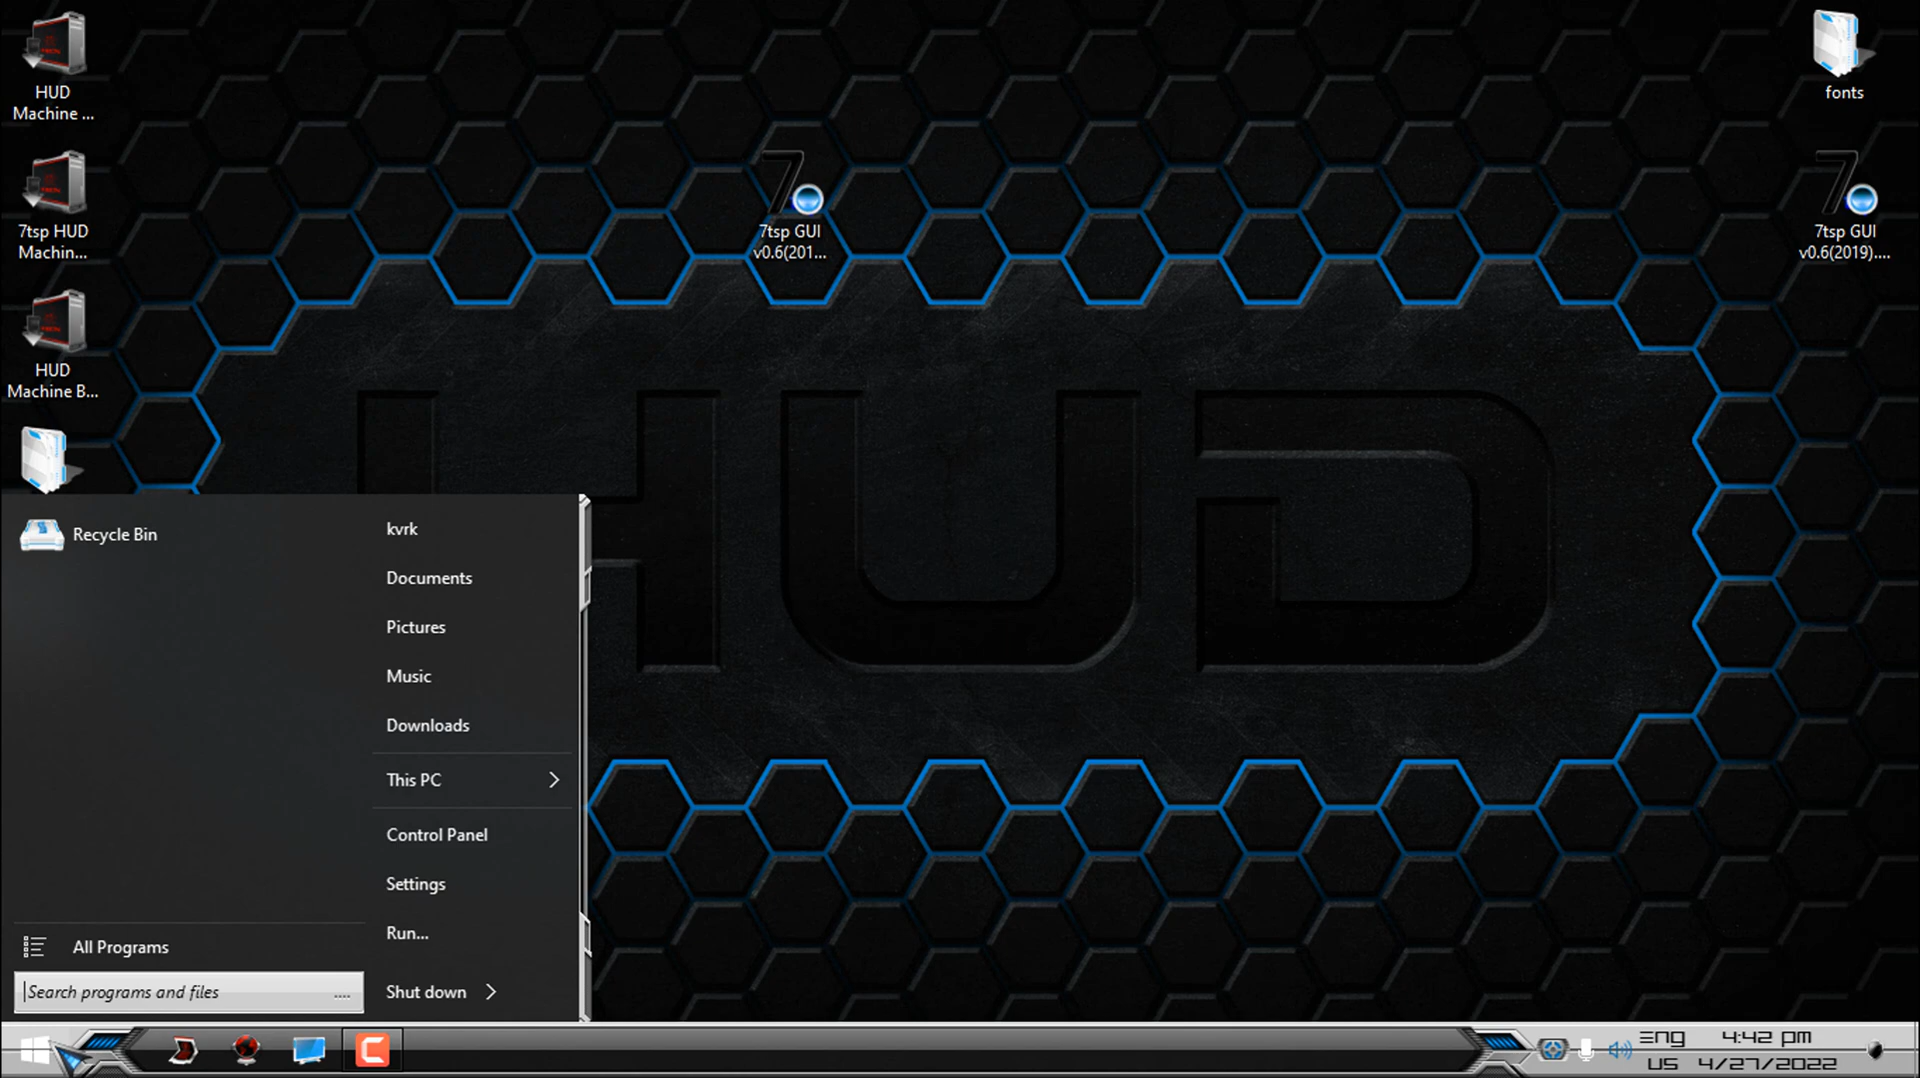 HUD
Machine ...
7tsp HUD
Machin...
HUD
Machine B...
7tsp GUI
v0.6(201...
fonts
7tsp GUI
v0.6(2019)....
HUD
Recycle Bin
All Programs
Search programs and files ....
kvrk
Documents
Pictures
Music
Downloads
This PC
Control Panel
Settings
Run...
Shut down
Eng
US
4:42 pm
4/27/2022